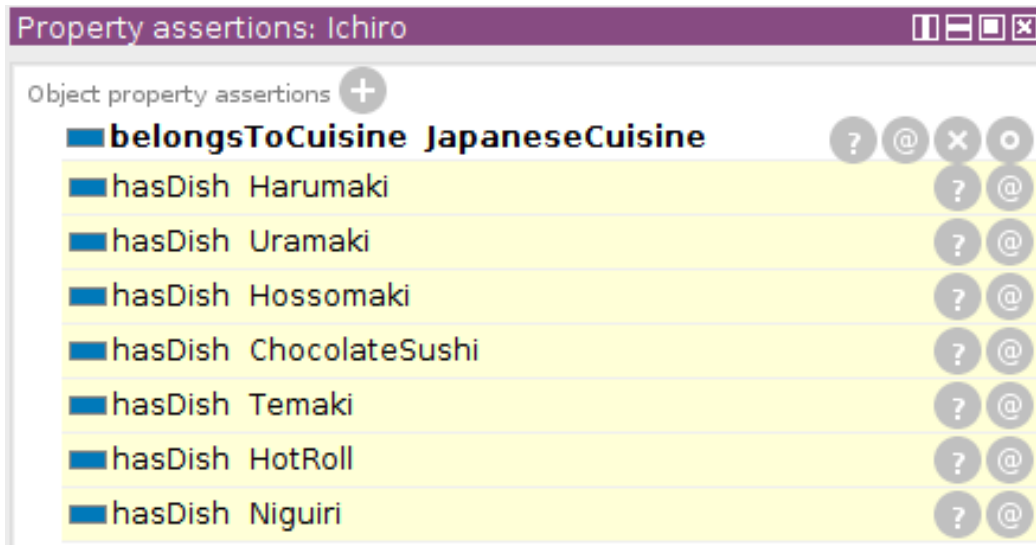 Property assertions: Ichiro
Object property assertions
belongsToCuisine JapaneseCuisine
hasDish Harumaki
hasDish Uramaki
hasDish Hossomaki
hasDish ChocolateSushi
hasDish Temaki
hasDish HotRoll
hasDish Niguiri